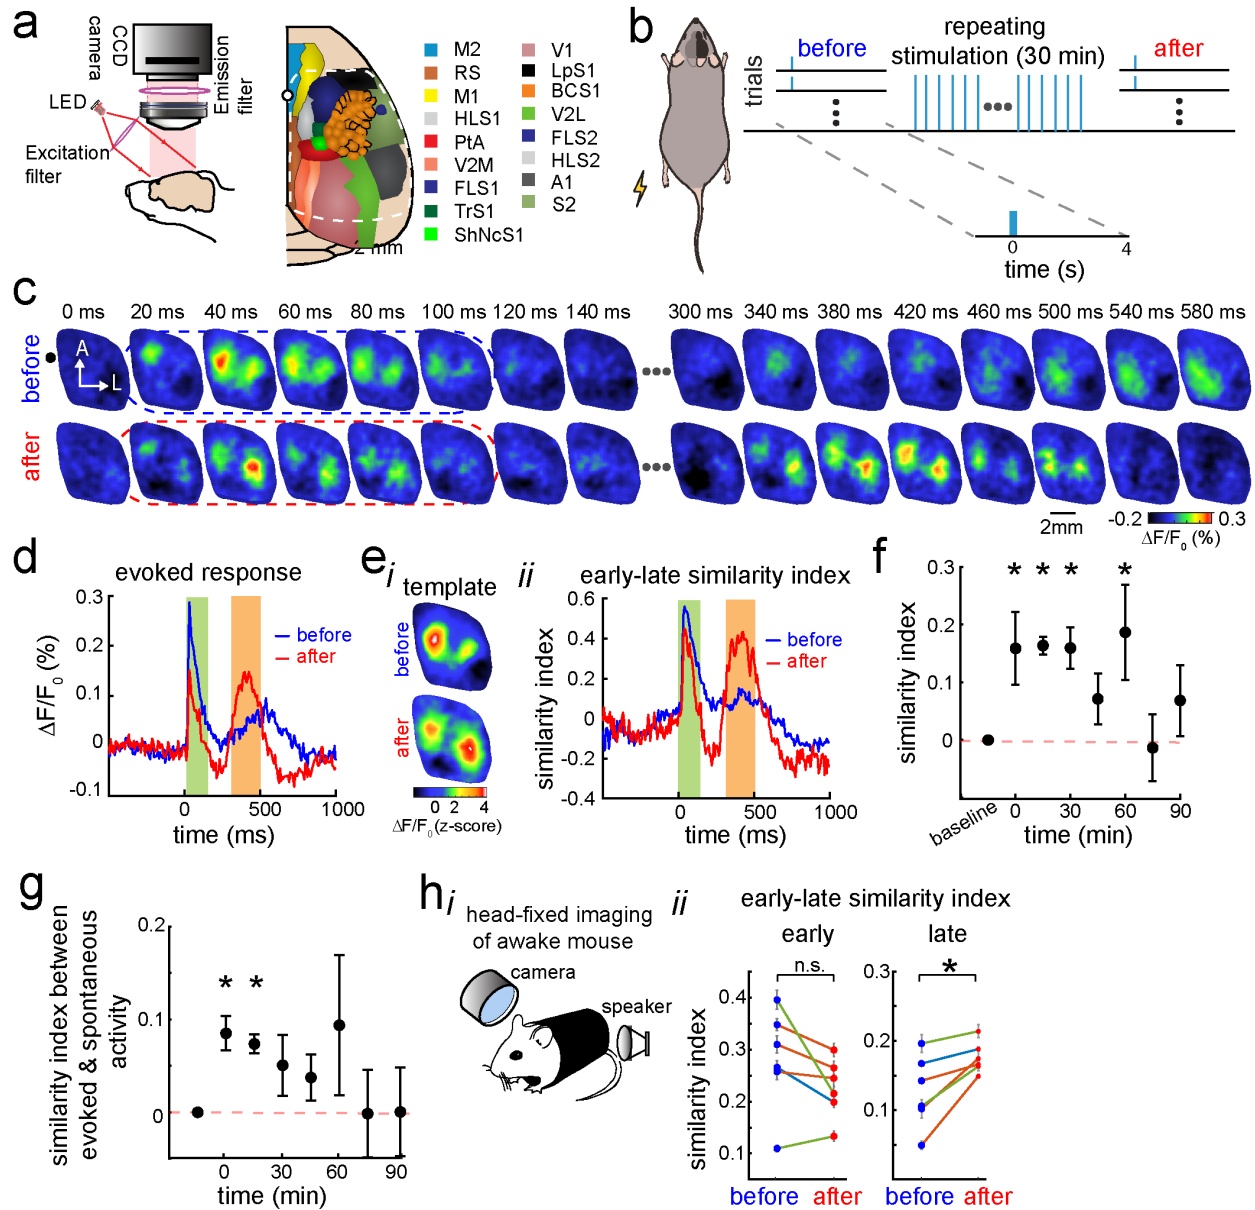 a
CCD
camera
Emission
filter
LED
Excitation
filter
2 mm
M2
RS
M1
HLS1
PtA
V2M
FLS1
TrS1
ShNcS1
V1
LpS1
BCS1
V2L
FLS2
HLS2
A1
S2
b
trials
before
repeating
stimulation (30 min)
after
0
4
time (s)
c
0 ms
20 ms
40 ms
60 ms
80 ms
100 ms
120 ms
140 ms
300 ms
340 ms
380 ms
420 ms
460 ms
500 ms
540 ms
580 ms
before
A
L
after
2mm
-0.2
0.3
ΔF/F0 (%)
d
evoked response
ΔF/F0 (%)
0.3
0.2
0.1
0
-0.1
before
after
0
500
1000
time (ms)
e
i
template
before
after
0 2 4
ΔF/F0 (z-score)
ii
early-late similarity index
similarity index
0.6
0.4
0.2
0
-0.2
-0.4
before
after
0
500
1000
time (ms)
f
similarity index
0.3
0.2
0.1
0
* * * *
baseline
0
30
60
90
time (min)
g
similarity index between
evoked & spontaneous
activity
0.2
0.1
0
* *
0
30
60
90
time (min)
h
i
head-fixed imaging
of awake mouse
camera
speaker
ii
early-late similarity index
early
late
n.s.
*
similarity index
0.4
0.3
0.2
0.1
0.3
0.2
0.1
before
after
before
after